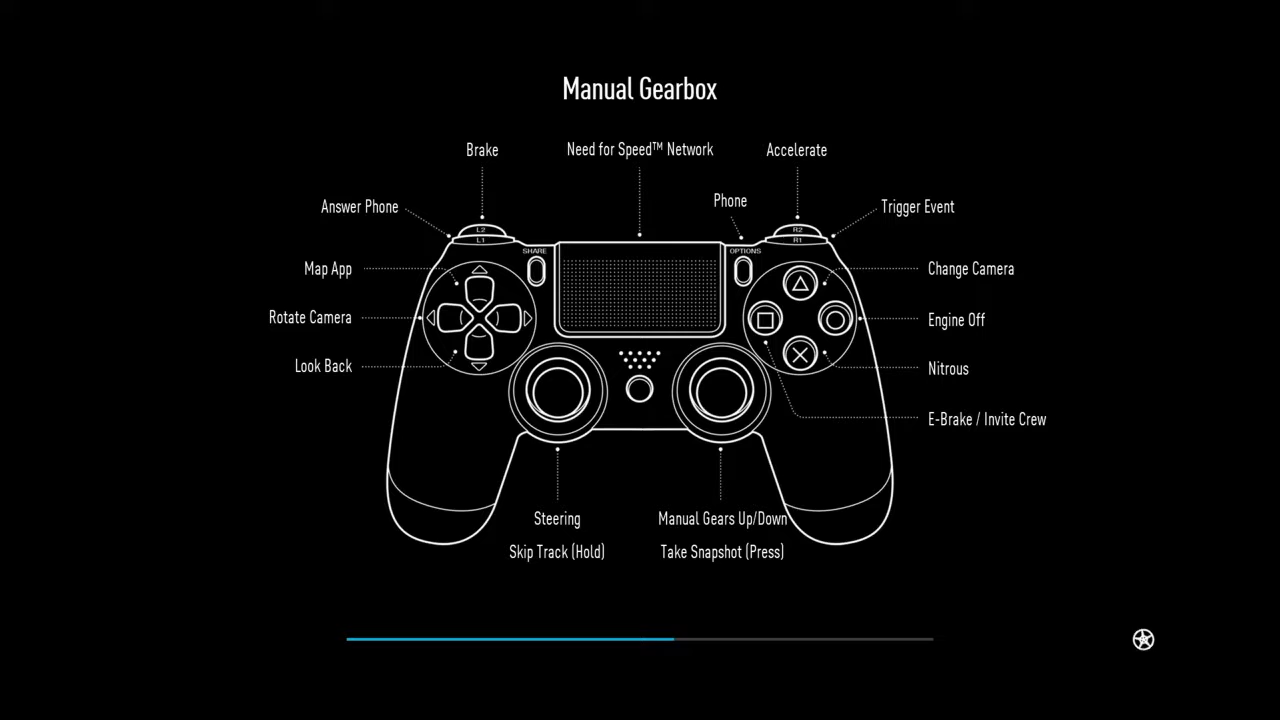 Manual Gearbox
Brake
Need for Speed™ Network
Accelerate
Phone
Answer Phone
Trigger Event
L2
R2
L1
R1
SHARE
OPTIONS
Map App
Change Camera
Rotate Camera
Engine Off
Look Back
Nitrous
E-Brake / Invite Crew
Steering
Manual Gears Up/Down
Skip Track (Hold)
Take Snapshot (Press)